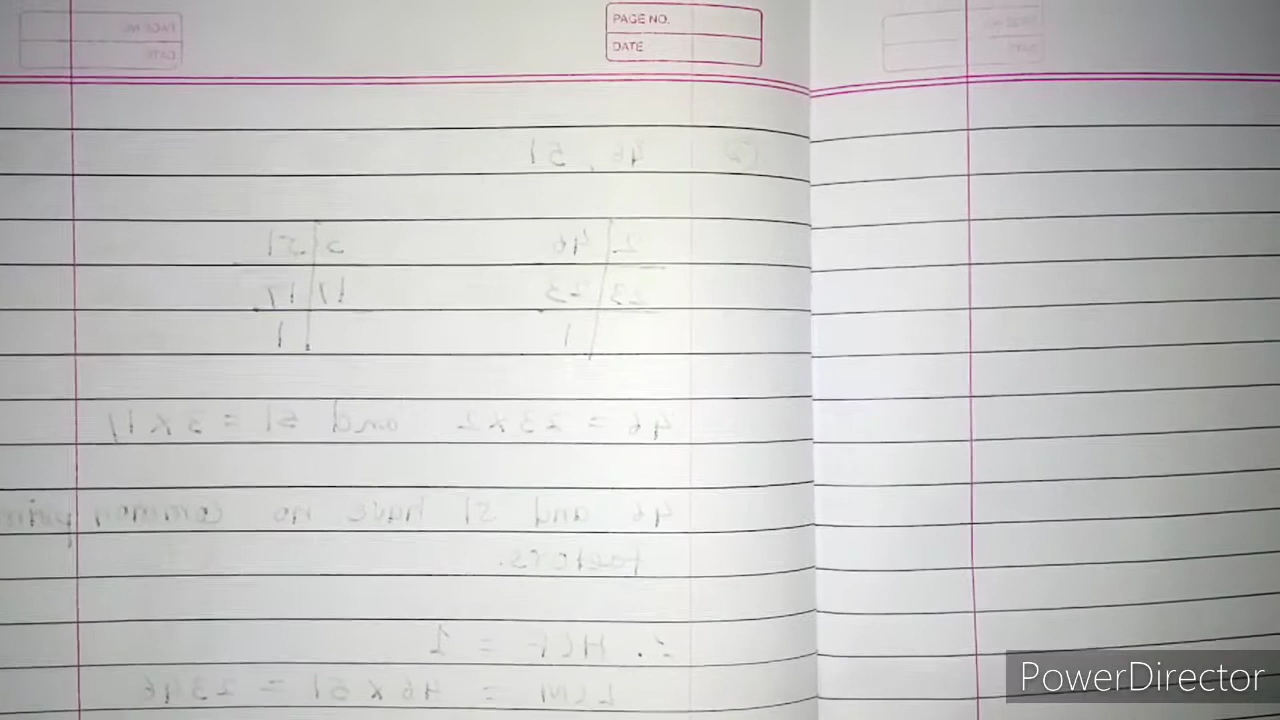 PAGE NO.
DATE
46, 51
2 46 3 51
23 23 17 17
1 1
46 = 23 x 2 and 51 = 3 x 17
46 and 51 have no common prim
factors.
∴ HCF = 1
LCM = 46 x 51 = 2346
PowerDirector